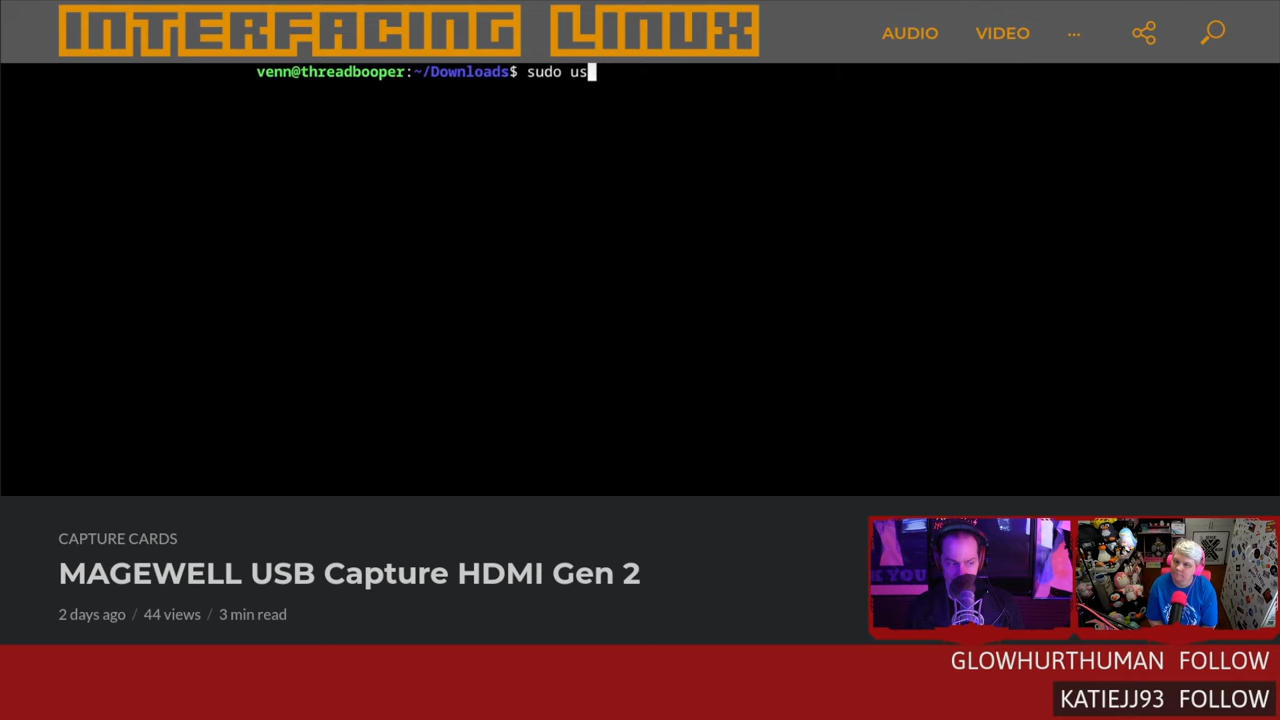 INTERFACING LINUX
AUDIO VIDEO ...
venn@threadbooper:~/Downloads$ sudo us
CAPTURE CARDS
MAGEWELL USB Capture HDMI Gen 2
2 days ago / 44 views / 3 min read
K YOU
GLOWHURTHUMAN FOLLOW
KATIEJJ93 FOLLOW